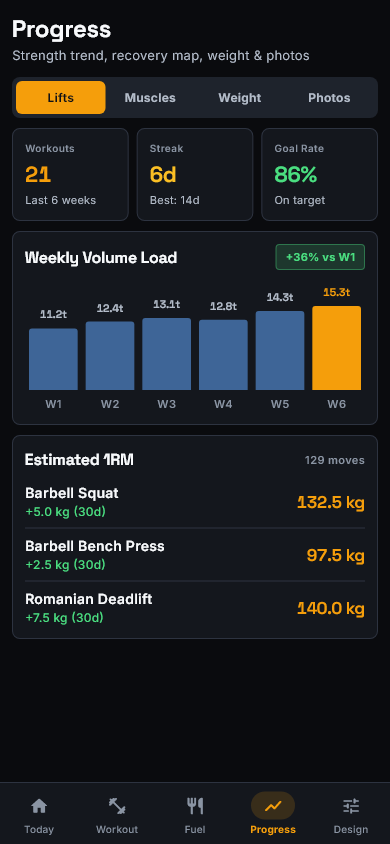 Progress
Strength trend, recovery map, weight & photos
Lifts Muscles Weight Photos
Workouts Streak Goal Rate
21 6d 86%
Last 6 weeks Best: 14d On target
Weekly Volume Load +36% vs W1
11.2t 12.4t 13.1t 12.8t 14.3t 15.3t
W1 W2 W3 W4 W5 W6
Estimated 1RM 129 moves
Barbell Squat 132.5 kg
+5.0 kg (30d)
Barbell Bench Press 97.5 kg
+2.5 kg (30d)
Romanian Deadlift 140.0 kg
+7.5 kg (30d)
Today Workout Fuel Progress Design